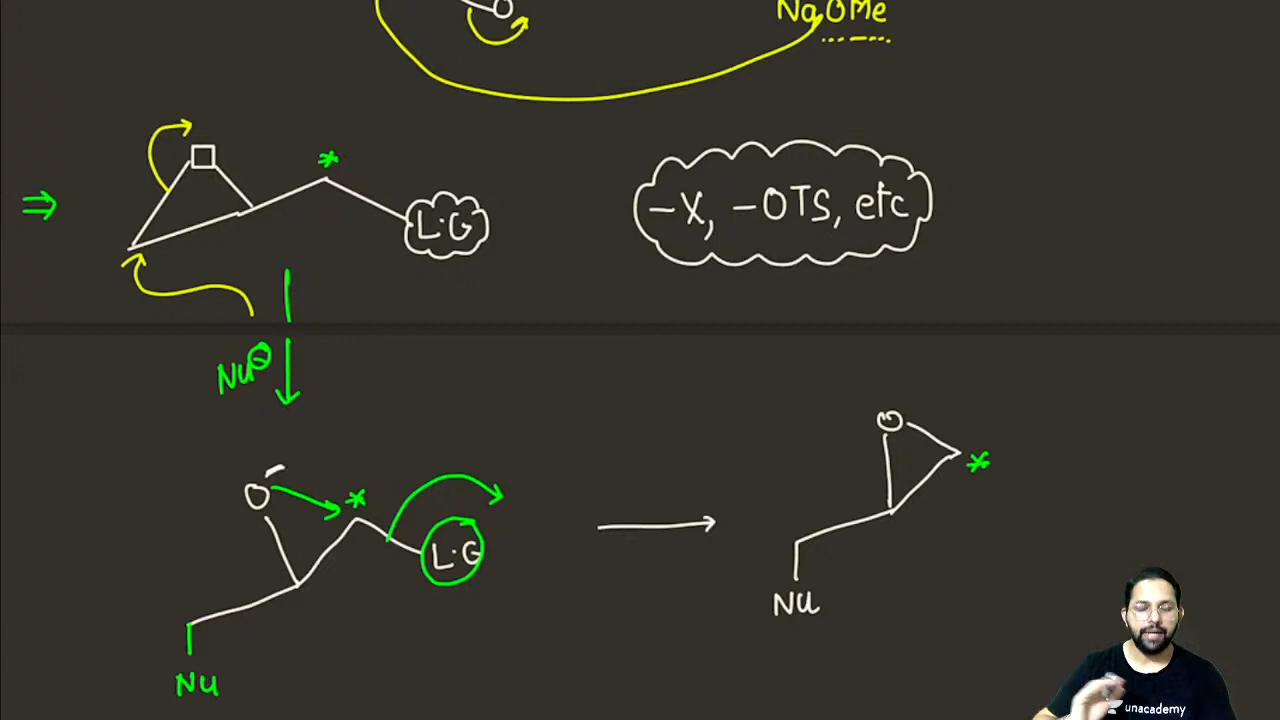 O
NaOMe
⇒
*
L.G
-X, -OTS, etc
Nu⊖
O
O⁻
*
*
L.G
Nu
Nu
unacademy